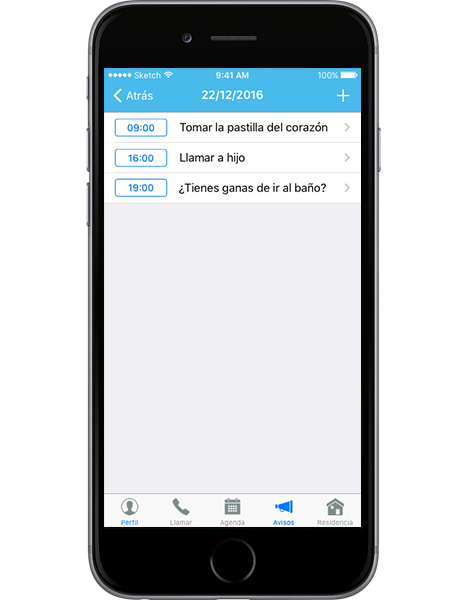 Sketch 9:41 AM 100%
Atrás 22/12/2016 +
09:00 Tomar la pastilla del corazón
16:00 Llamar a hijo
19:00 ¿Tienes ganas de ir al baño?
Perfil Llamar Agenda Avisos Residencia